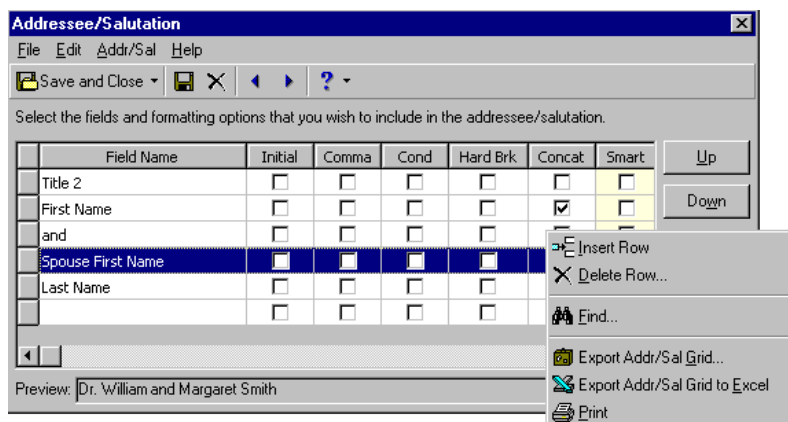 Addressee/Salutation
File Edit Addr/Sal Help
Save and Close ?
Select the fields and formatting options that you wish to include in the addressee/salutation.
Field Name Initial Comma Cond Hard Brk Concat Smart Up
Title 2
First Name Down
and
Spouse First Name
Last Name
Insert Row
Delete Row...
Find...
Export Addr/Sal Grid...
Export Addr/Sal Grid to Excel
Print
Preview: Dr. William and Margaret Smith